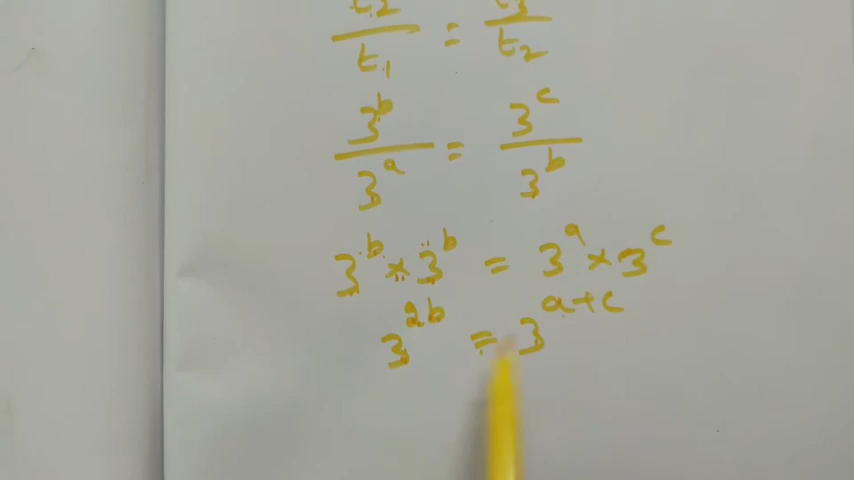 t₂/t₁ = t₃/t₂
3ᵇ/3ᵃ = 3ᶜ/3ᵇ
3ᵇ × 3ᵇ = 3ᵃ × 3ᶜ
3²ᵇ = 3ᵃ⁺ᶜ